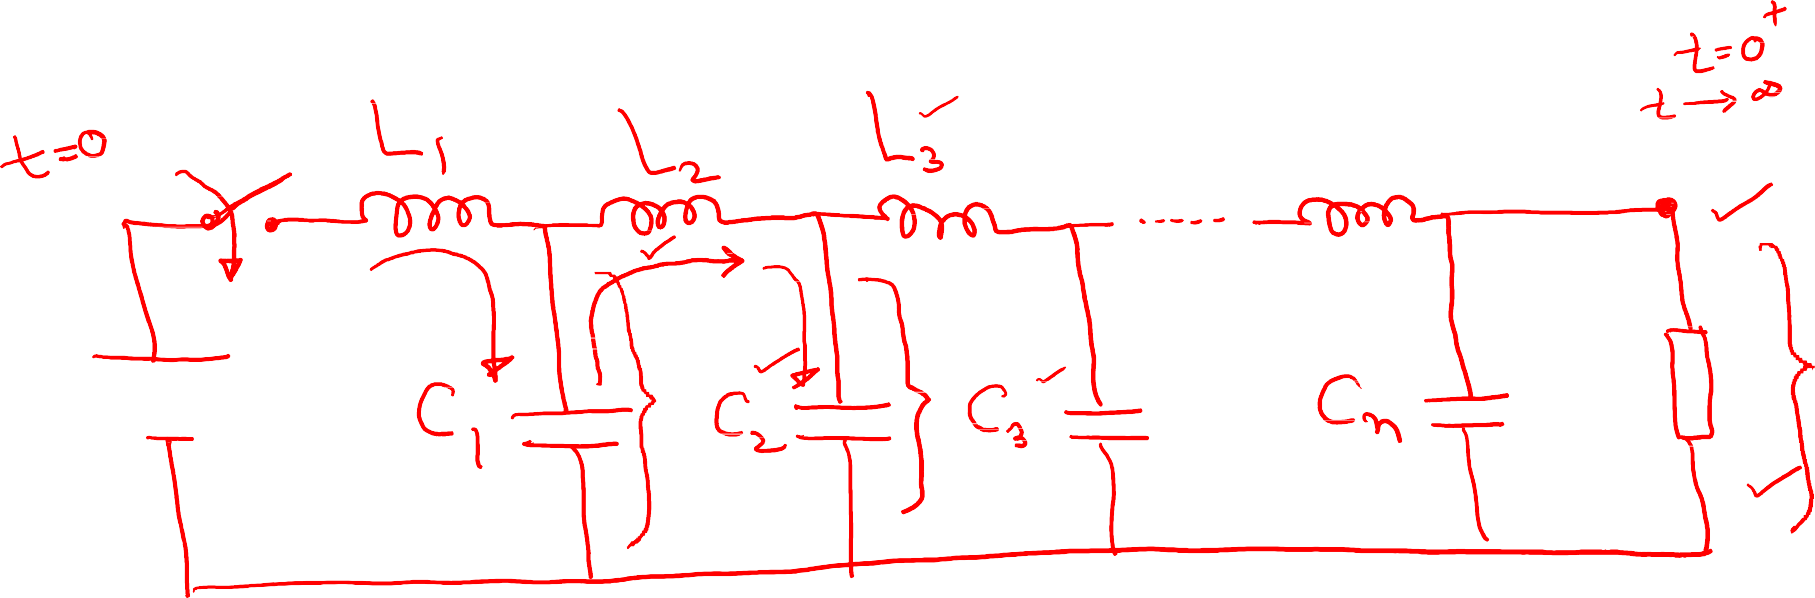 t=0⁺
t→∞
t=0
L₁
L₂
L₃
C₁
C₂
C₃
Cₙ